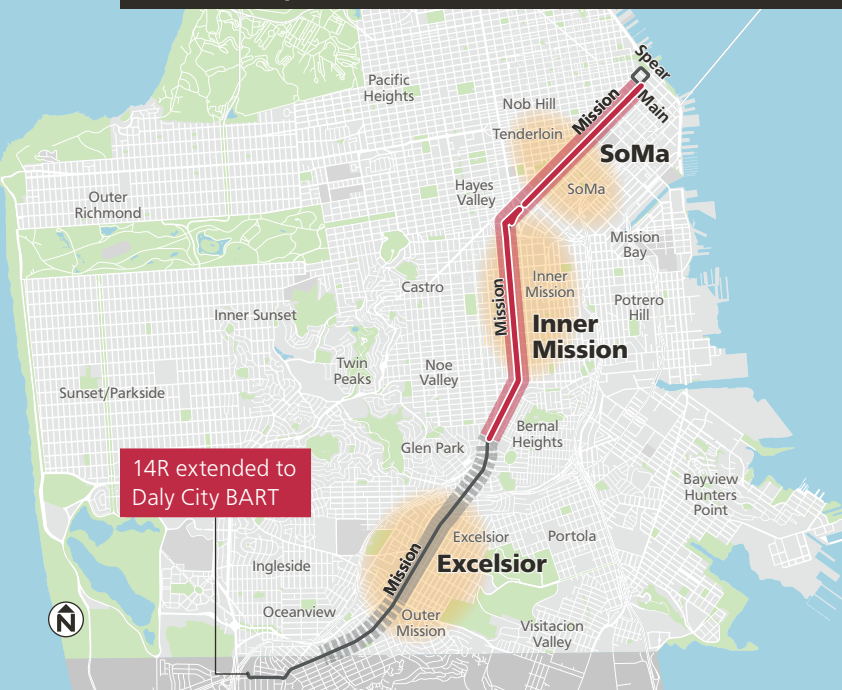 Spear
Main
Mission
Pacific
Heights
Nob Hill
Tenderloin
SoMa
SoMa
Hayes
Valley
Outer
Richmond
Mission
Bay
Inner
Mission
Castro
Mission
Potrero
Hill
Inner Sunset
Inner
Mission
Twin
Peaks
Noe
Valley
Sunset/Parkside
Bernal
Heights
Glen Park
14R extended to
Daly City BART
Bayview
Hunters
Point
Excelsior
Portola
Excelsior
Mission
Ingleside
Oceanview
Outer
Mission
Visitacion
Valley
N